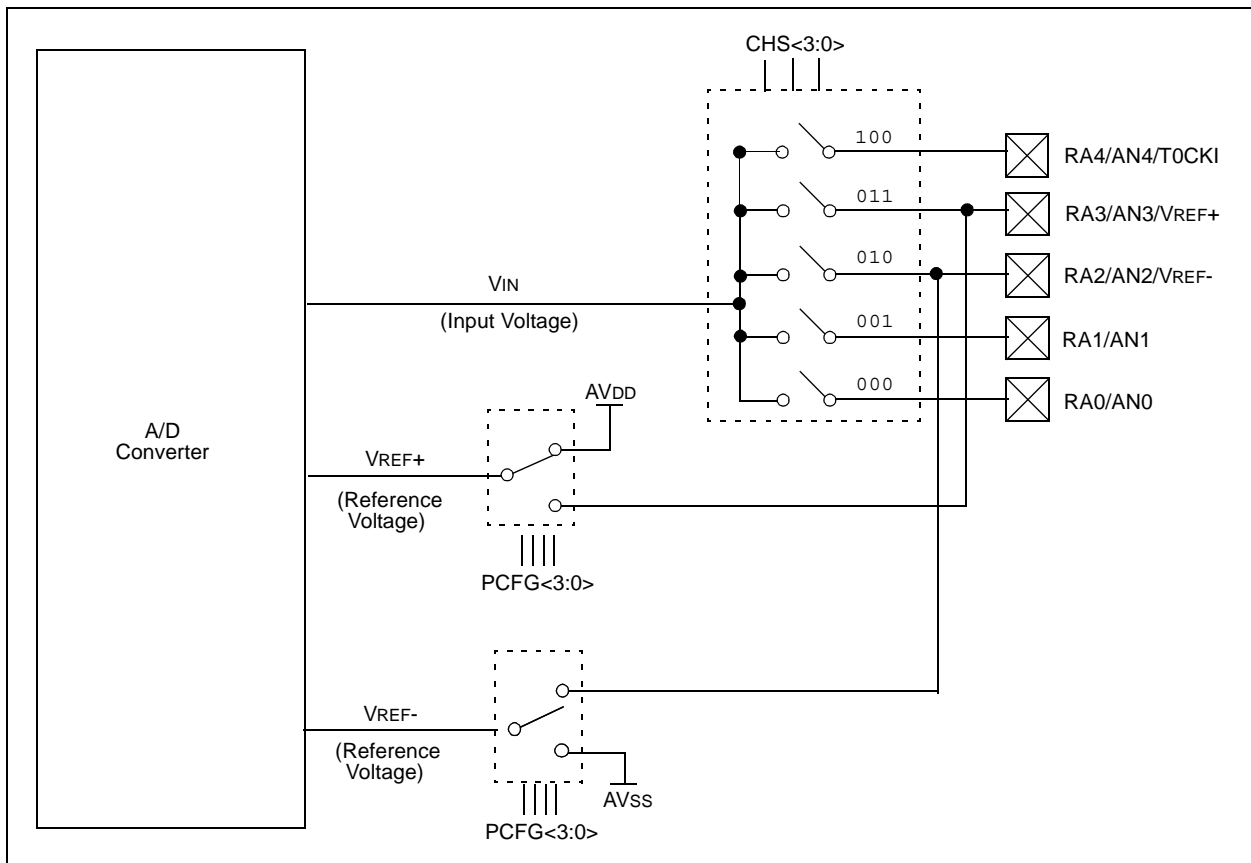 CHS<3:0>
100
RA4/AN4/T0CKI
011
RA3/AN3/VREF+
010
RA2/AN2/VREF-
VIN
(Input Voltage)
001
RA1/AN1
000
RA0/AN0
AVDD
A/D
Converter
VREF+
(Reference
Voltage)
PCFG<3:0>
VREF-
(Reference
Voltage)
AVSS
PCFG<3:0>